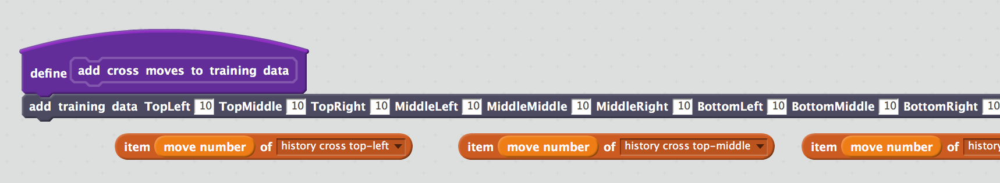 define add cross moves to training data
add training data TopLeft 10 TopMiddle 10 TopRight 10 MiddleLeft 10 MiddleMiddle 10 MiddleRight 10 BottomLeft 10 BottomMiddle 10 BottomRight 10
item move number of history cross top-left item move number of history cross top-middle item move number of